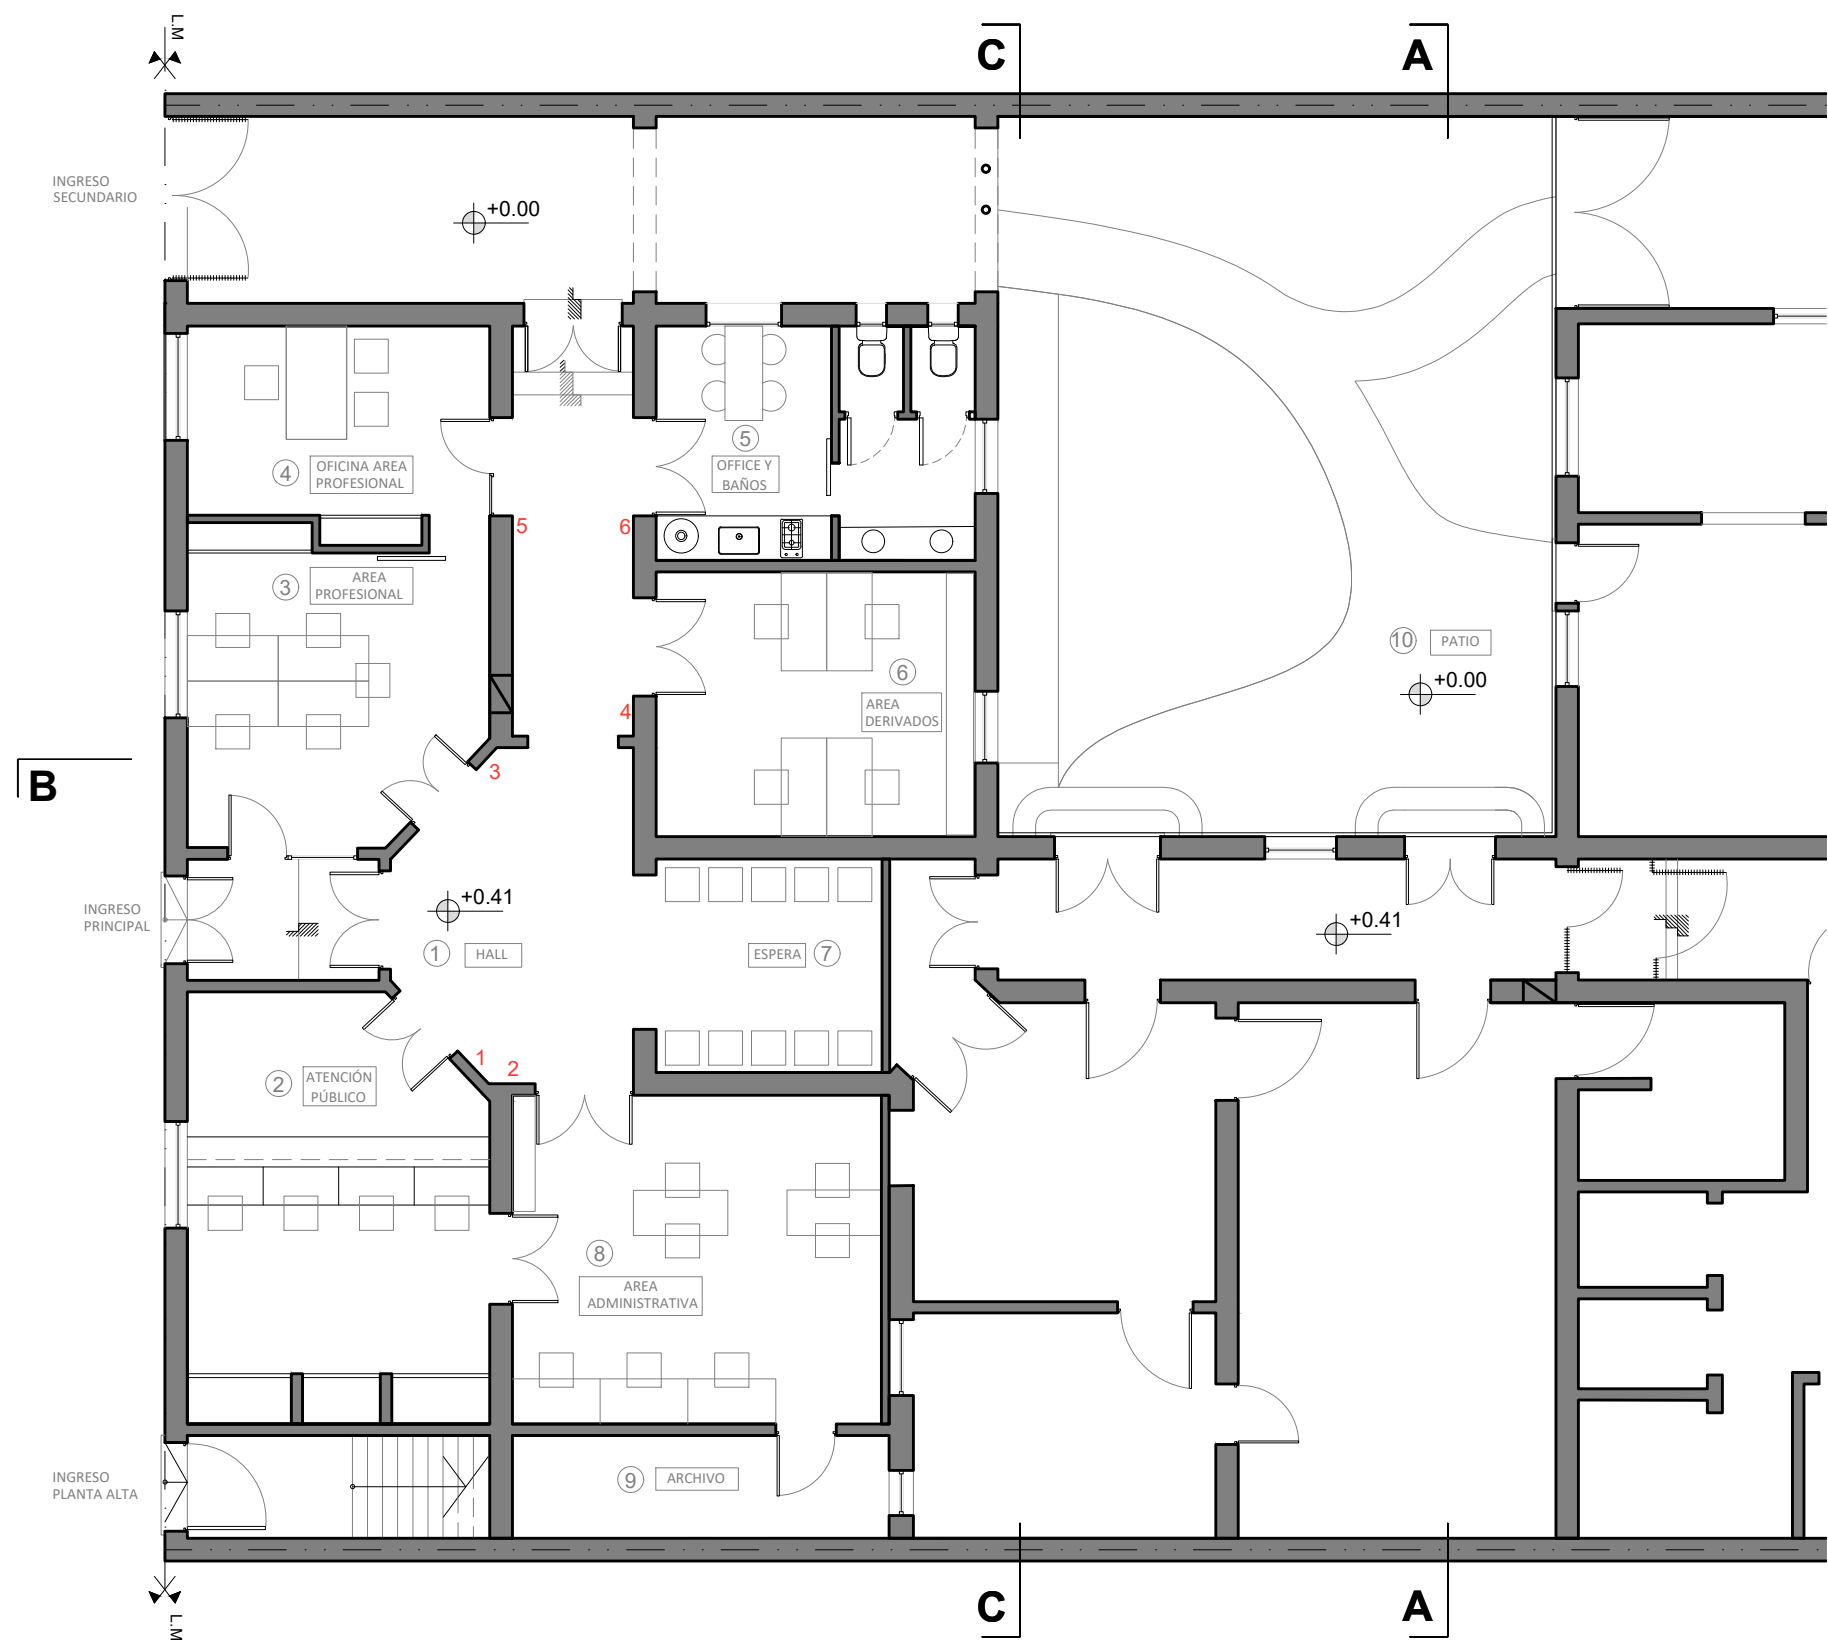 L.M
C
A
INGRESO
SECUNDARIO
+0.00
4
OFICINA AREA
PROFESIONAL
5
OFFICE Y
BAÑOS
5
6
3
AREA
PROFESIONAL
6
AREA
DERIVADOS
10
PATIO
+0.00
4
3
B
INGRESO
PRINCIPAL
+0.41
1
HALL
ESPERA
7
+0.41
1
2
2
ATENCIÓN
PÚBLICO
8
AREA
ADMINISTRATIVA
INGRESO
PLANTA ALTA
9
ARCHIVO
C
A
L.M